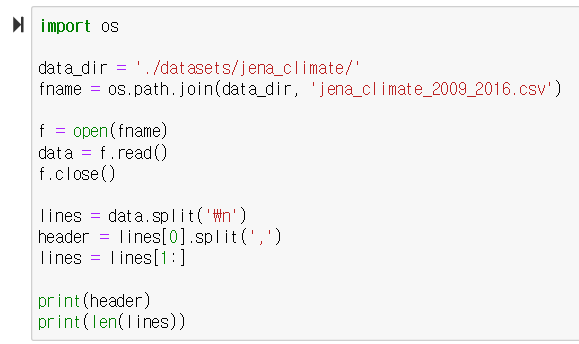 import os
data_dir = './datasets/jena_climate/'
fname = os.path.join(data_dir, 'jena_climate_2009_2016.csv')
f = open(fname)
data = f.read()
f.close()
lines = data.split('₩n')
header = lines[0].split(',')
lines = lines[1:]
print(header)
print(len(lines))